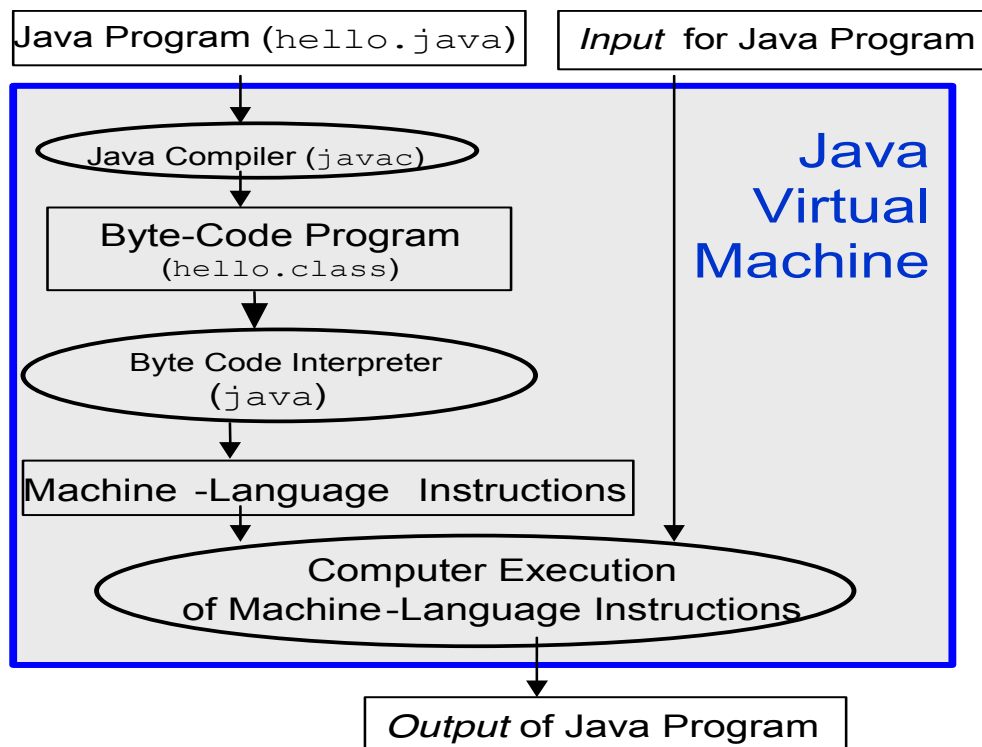 Java Program (hello.java)
Input for Java Program
Java Compiler (javac)
Java
Virtual
Machine
Byte-Code Program
(hello.class)
Byte Code Interpreter
(java)
Machine -Language Instructions
Computer Execution
of Machine-Language Instructions
Output of Java Program